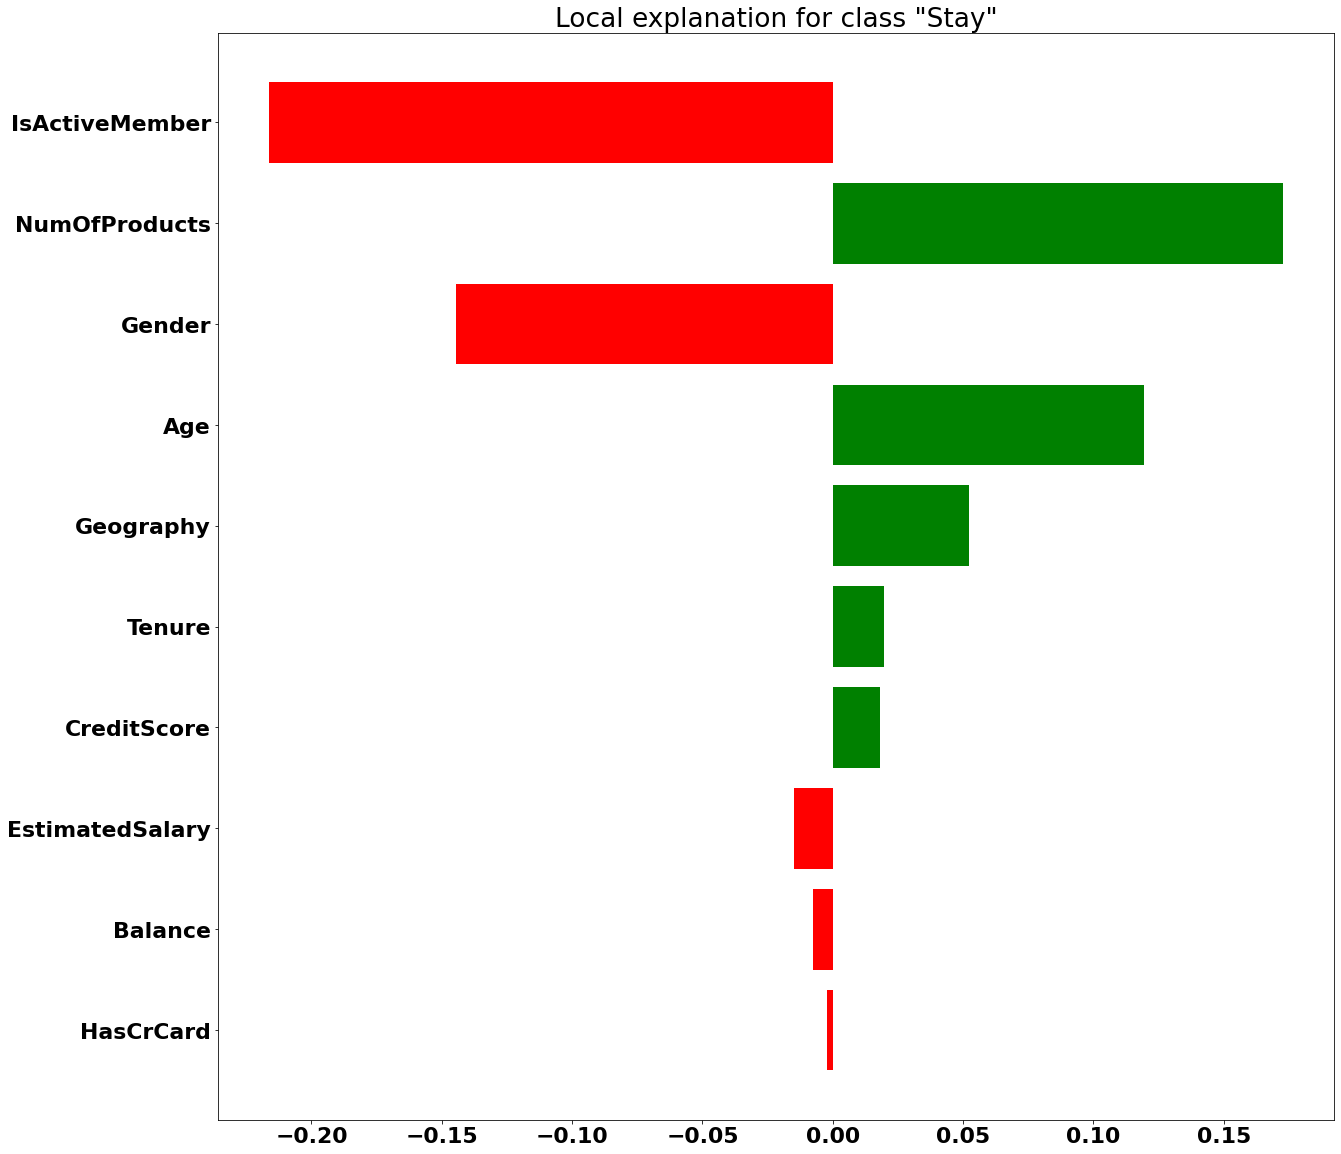 Local explanation for class "Stay"
IsActiveMember
NumOfProducts
Gender
Age
Geography
Tenure
CreditScore
EstimatedSalary
Balance
HasCrCard
−0.20 −0.15 −0.10 −0.05 0.00 0.05 0.10 0.15